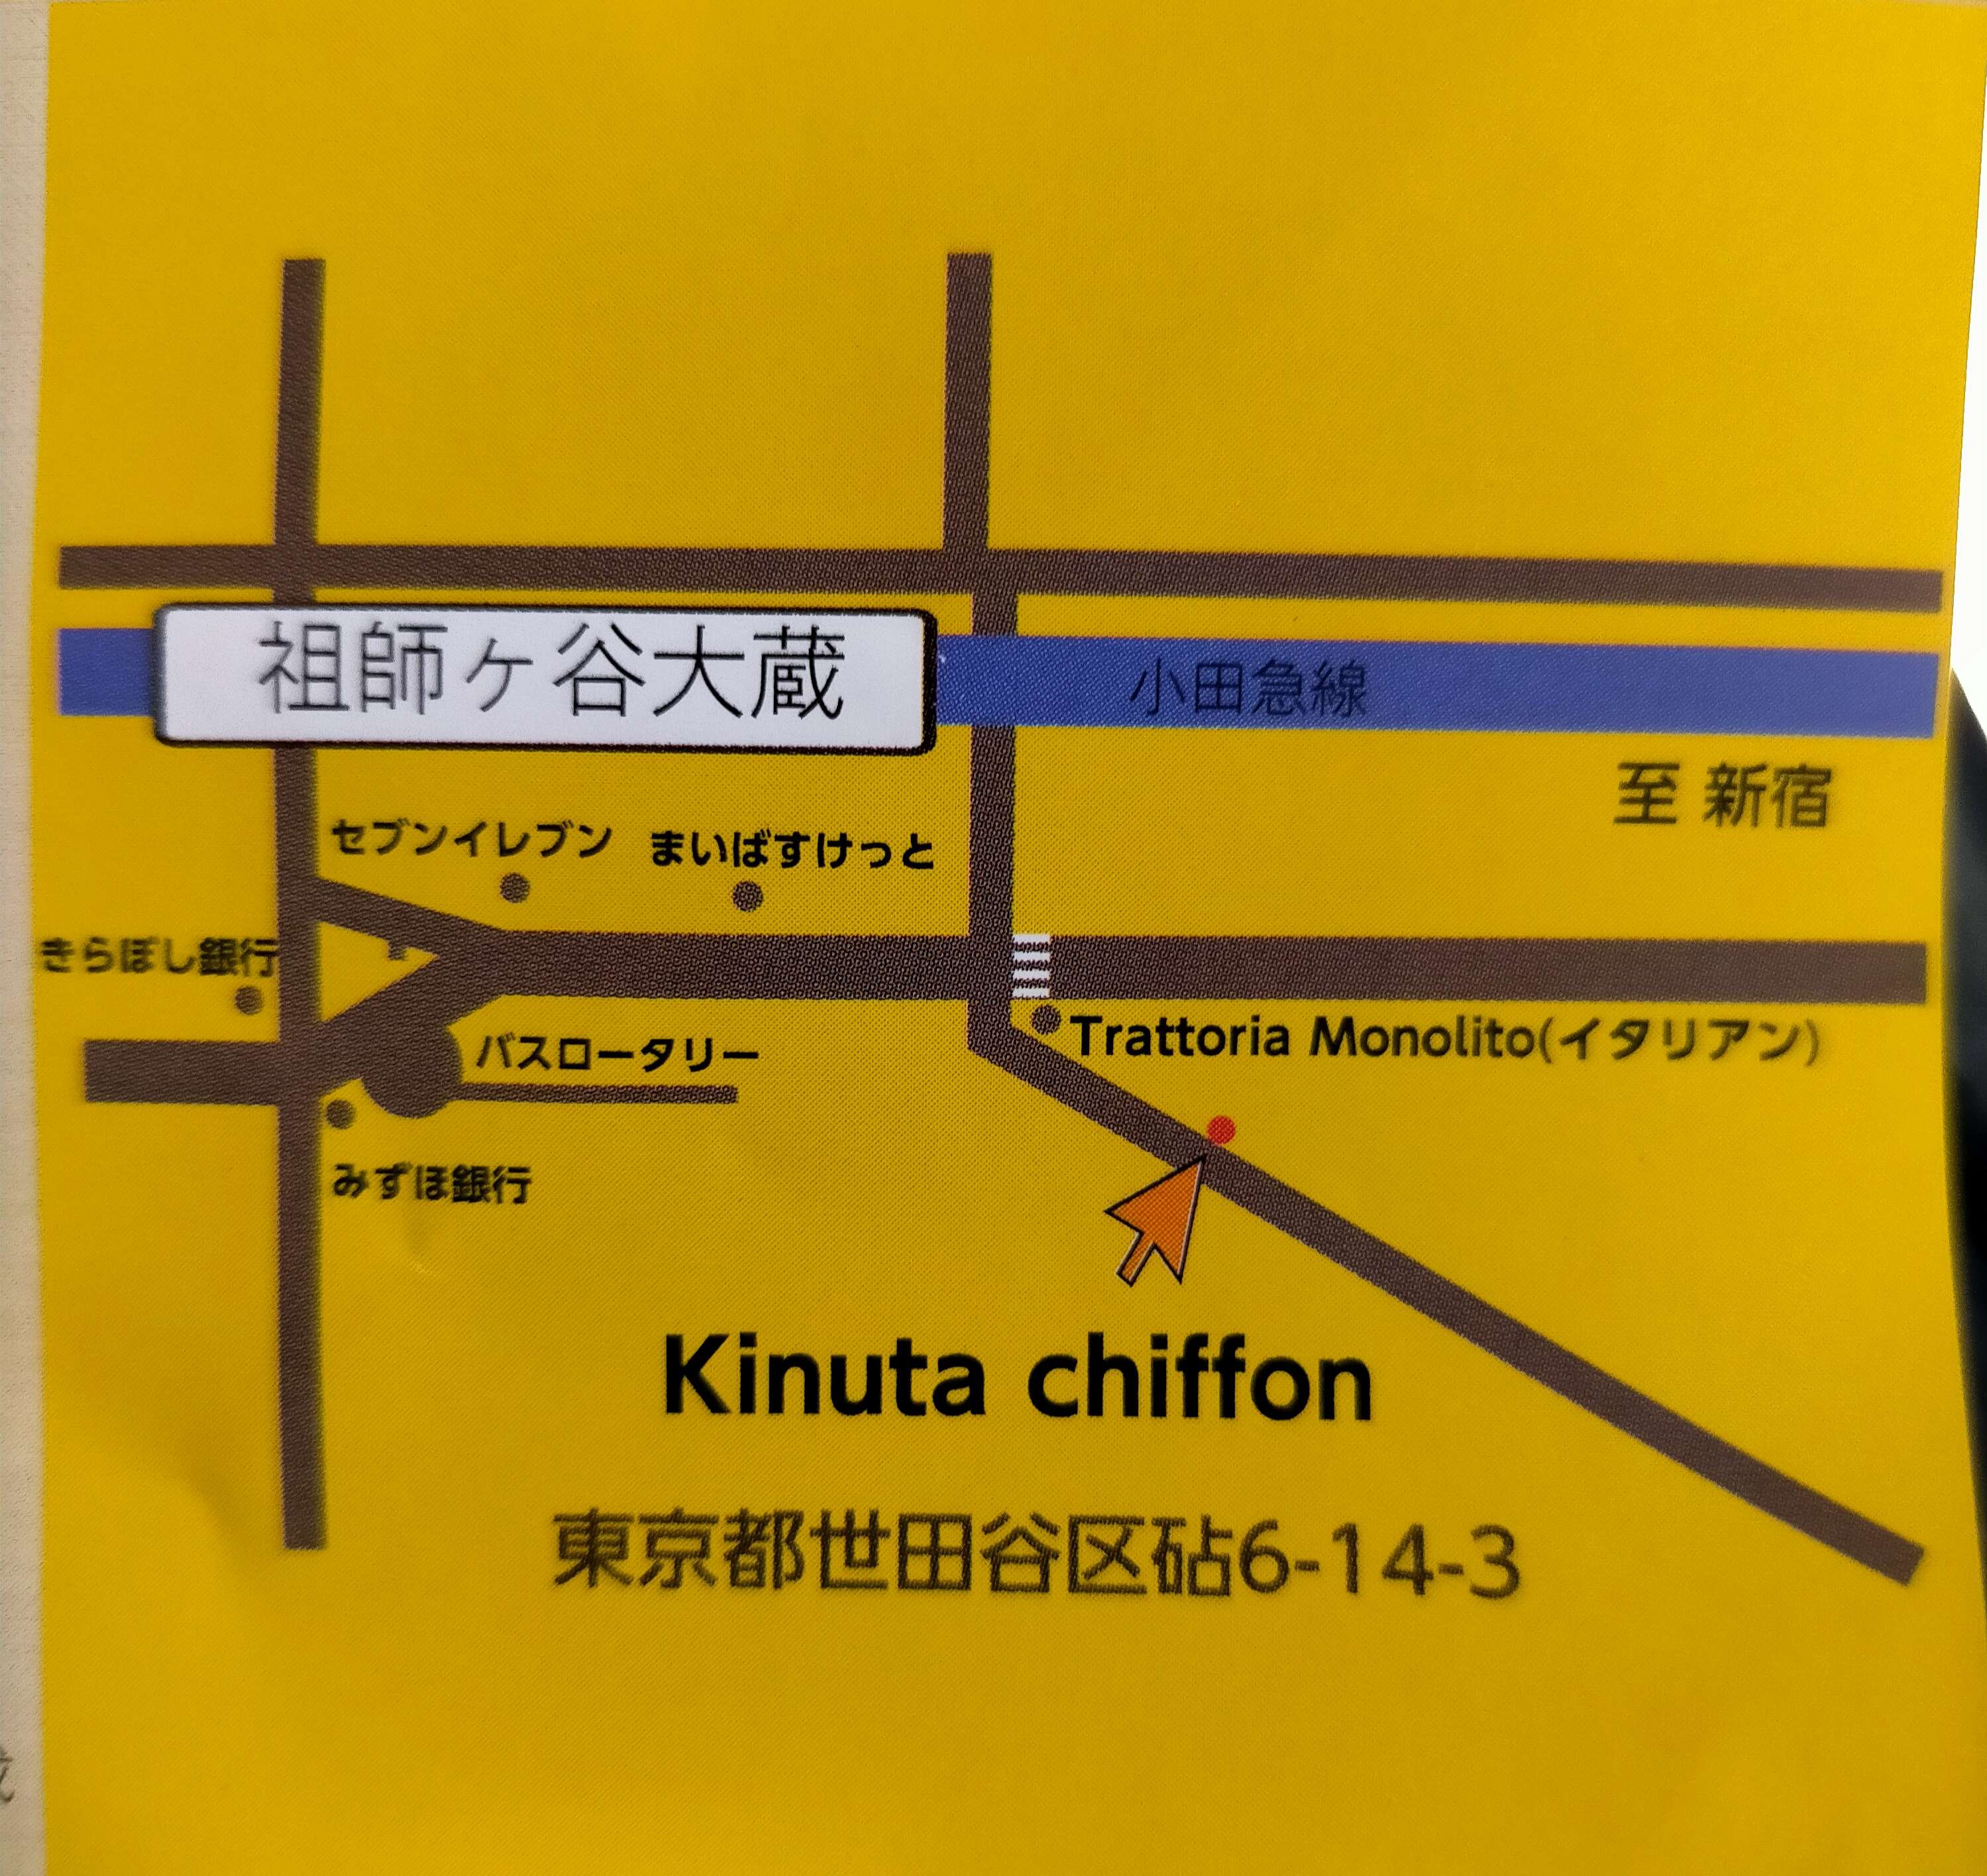 祖師ヶ谷大蔵
小田急線
至 新宿
セブンイレブン
まいばすけっと
きらぼし銀行
バスロータリー
Trattoria Monolito(イタリアン)
みずほ銀行
Kinuta chiffon
東京都世田谷区砧6-14-3